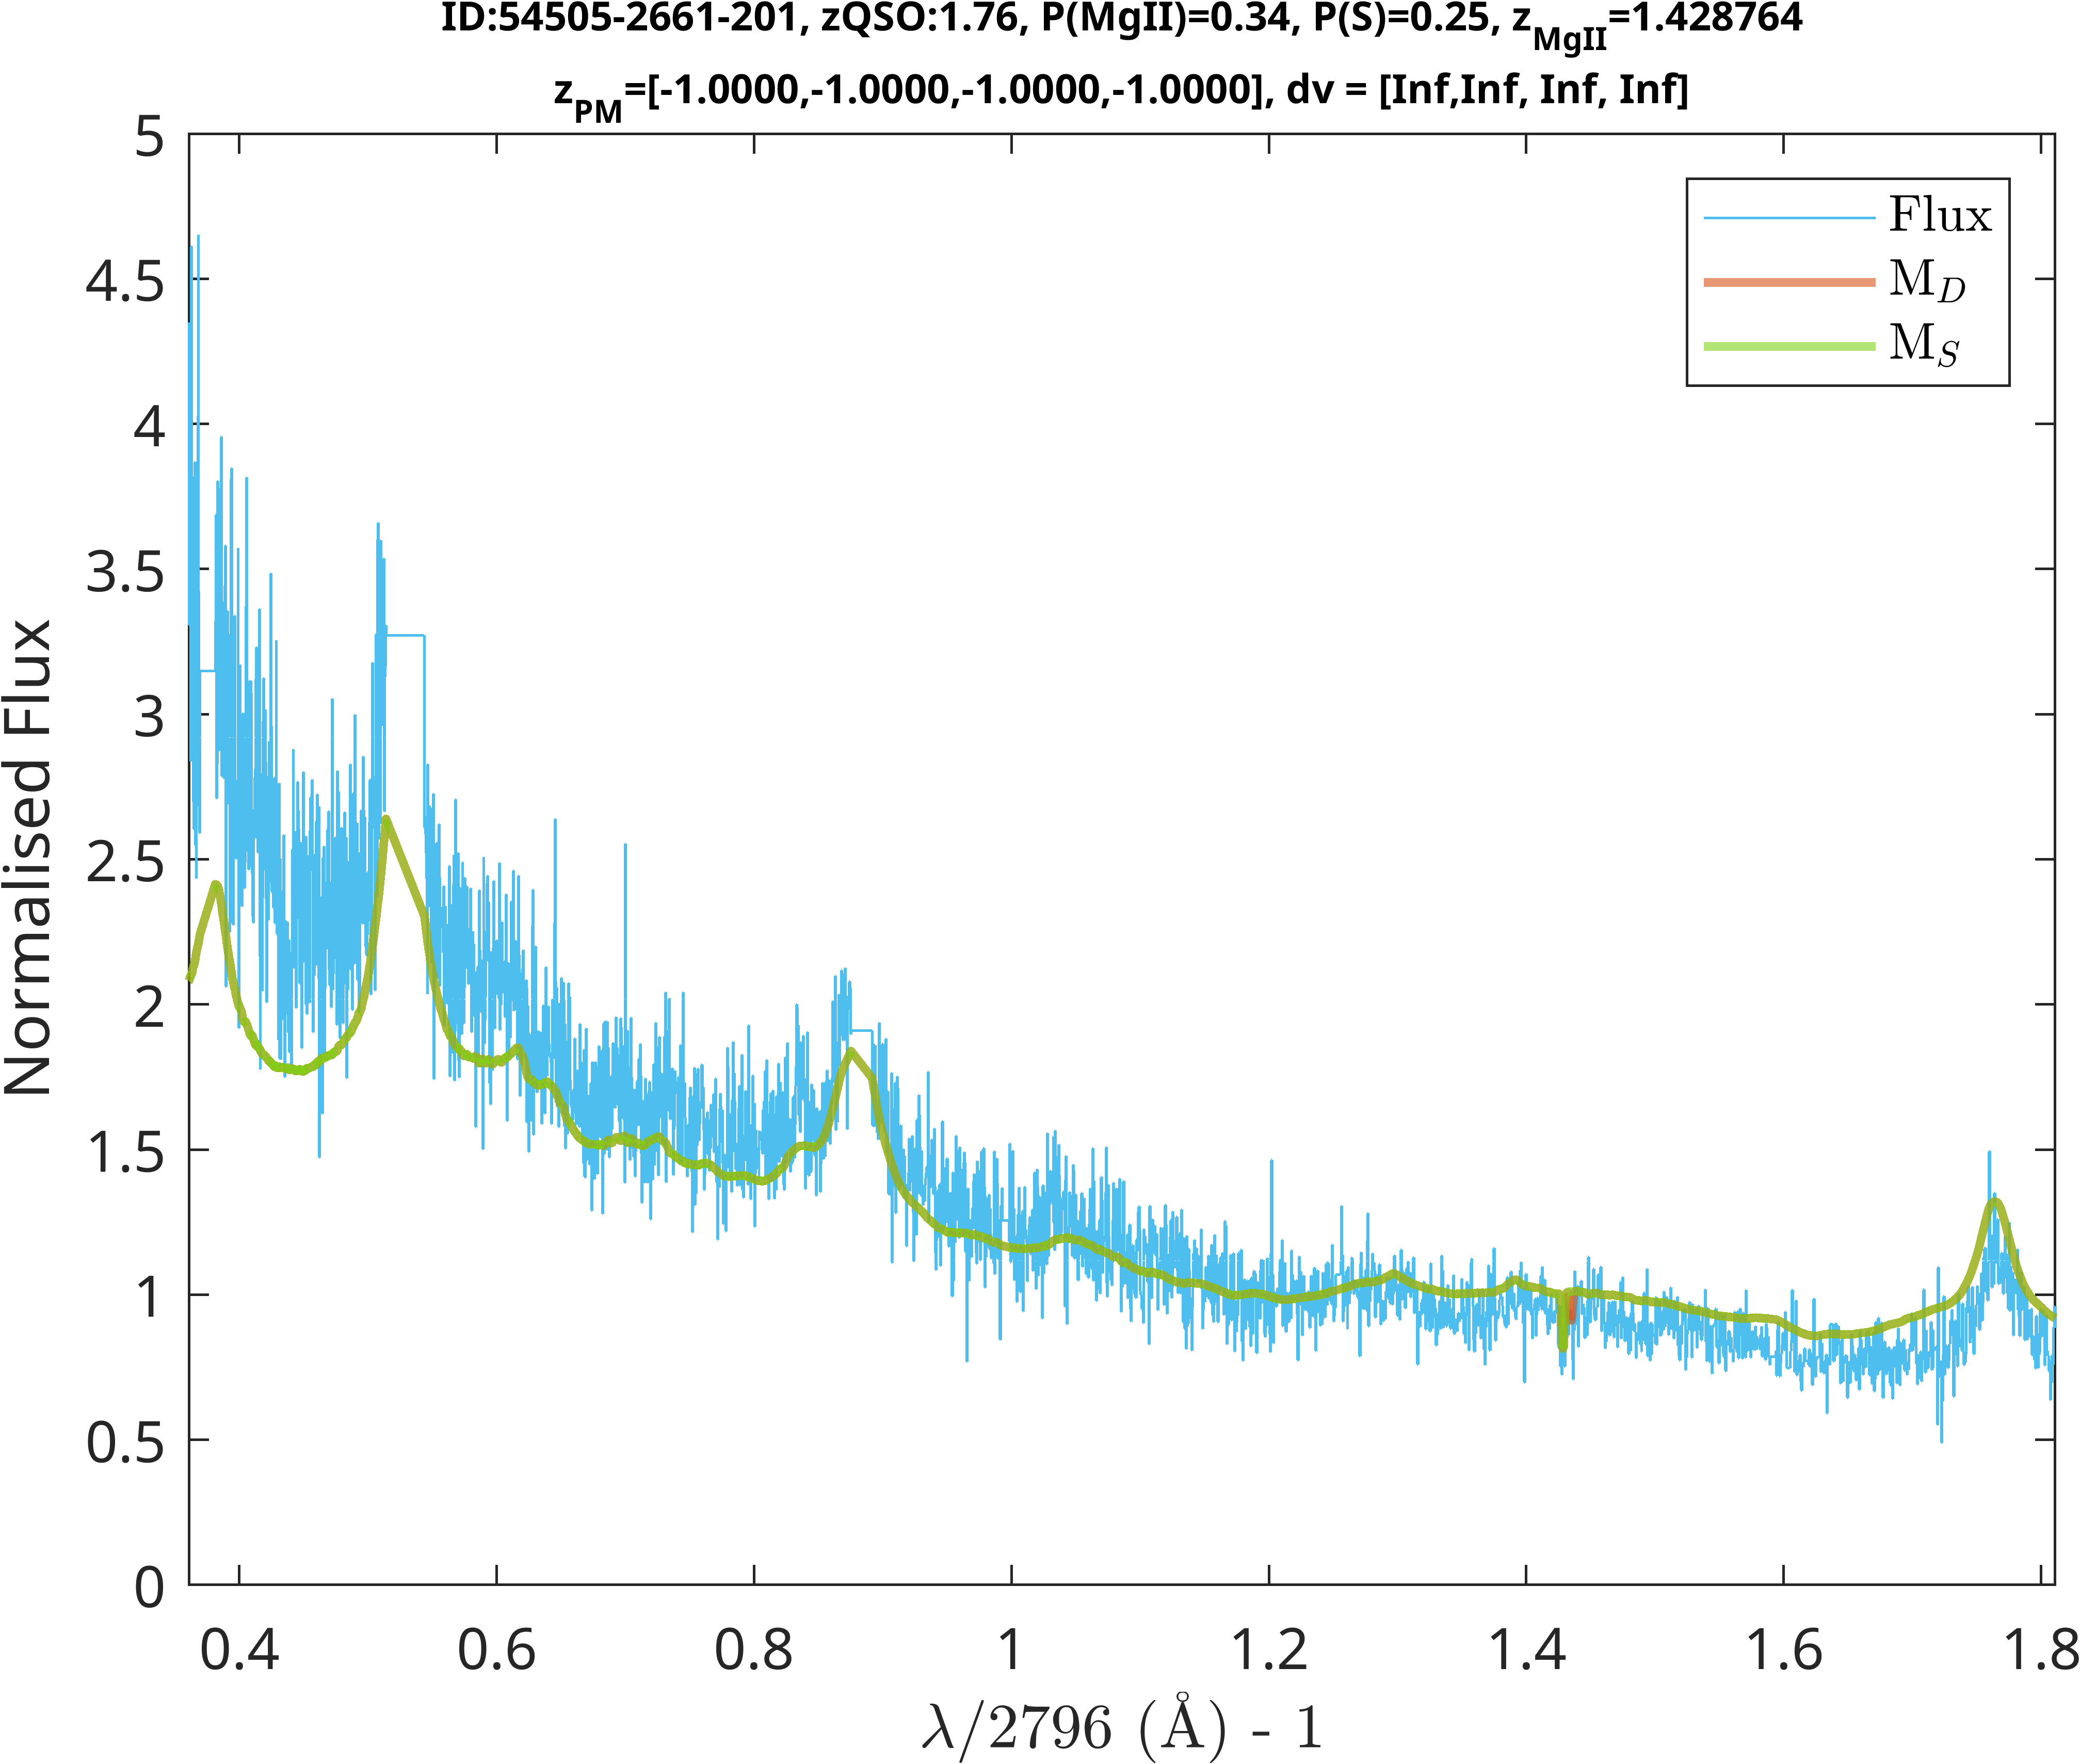 ID:54505-2661-201, zQSO:1.76, P(MgII)=0.34, P(S)=0.25, zMgII=1.428764
zPM=[-1.0000,-1.0000,-1.0000,-1.0000], dv = [Inf,Inf, Inf, Inf]
5
4.5
4
3.5
3
2.5
2
1.5
1
0.5
0
Normalised Flux
Flux
MD
MS
0.4 0.6 0.8 1 1.2 1.4 1.6 1.8
λ/2796 (Å) - 1